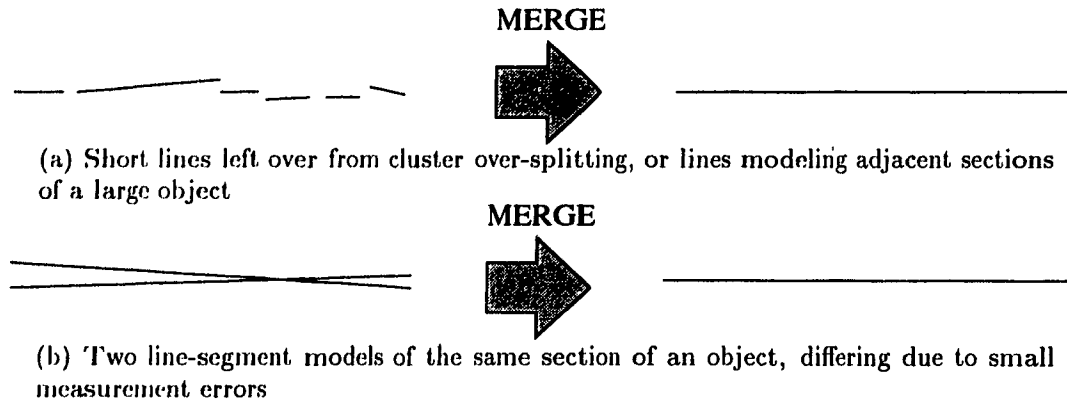 MERGE
(a) Short lines left over from cluster over-splitting, or lines modeling adjacent sections
of a large object
MERGE
(b) Two line-segment models of the same section of an object, differing due to small
measurement errors